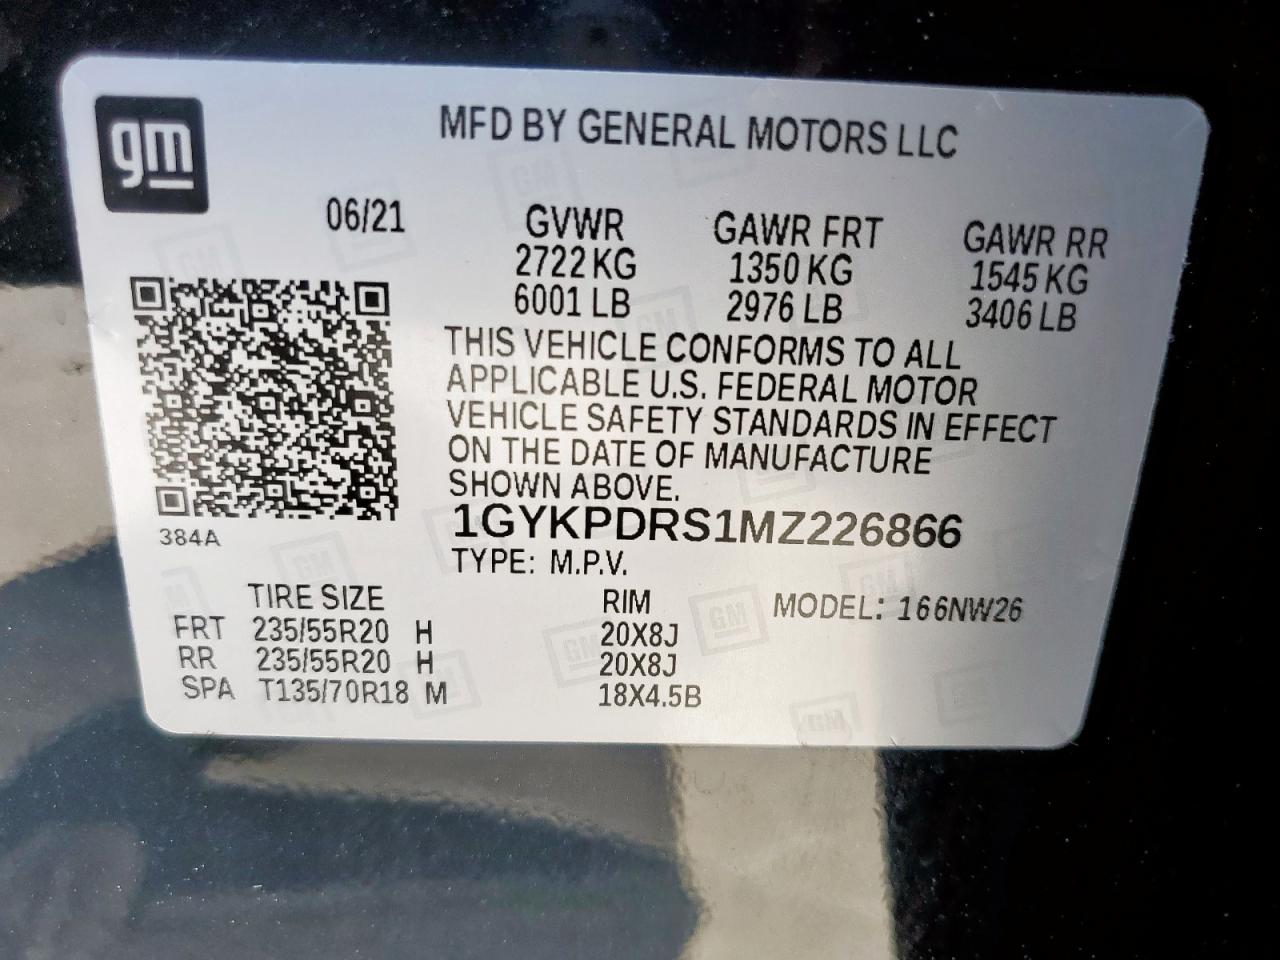 gm
MFD BY GENERAL MOTORS LLC
06/21
GVWR
2722 KG
6001 LB
GAWR FRT
1350 KG
2976 LB
GAWR RR
1545 KG
3406 LB
THIS VEHICLE CONFORMS TO ALL
APPLICABLE U.S. FEDERAL MOTOR
VEHICLE SAFETY STANDARDS IN EFFECT
ON THE DATE OF MANUFACTURE
SHOWN ABOVE.
1GYKPDRS1MZ226866
TYPE: M.P.V.
384A
TIRE SIZE RIM MODEL: 166NW26
FRT 235/55R20 H 20X8J
RR 235/55R20 H 20X8J
SPA T135/70R18 M 18X4.5B